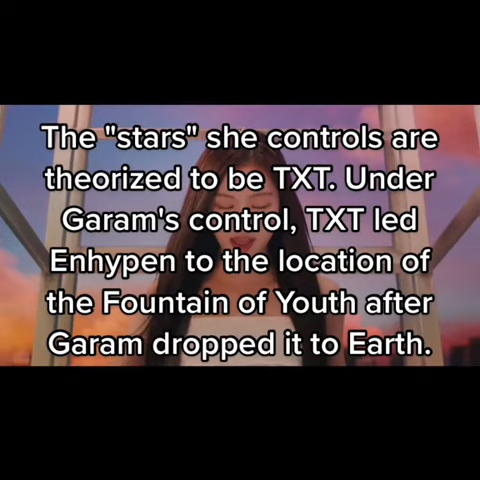 The "stars" she controls are
theorized to be TXT. Under
Garam's control, TXT led
Enhypen to the location of
the Fountain of Youth after
Garam dropped it to Earth.